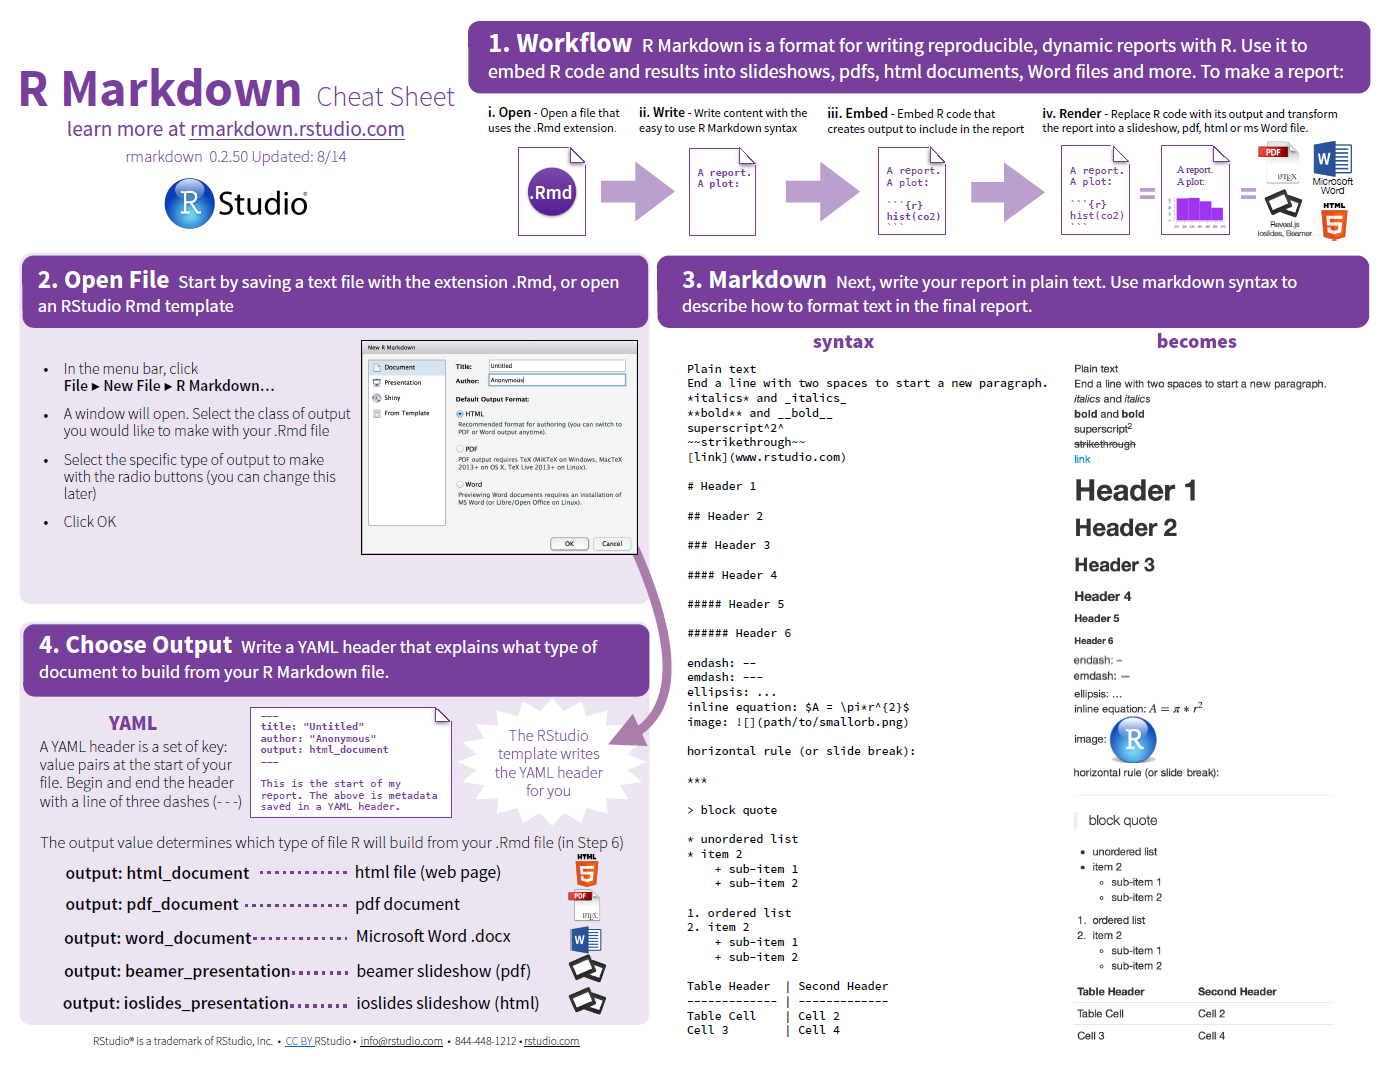 R Markdown Cheat Sheet
learn more at rmarkdown.rstudio.com
rmarkdown 0.2.50 Updated: 8/14
R Studio®
1. Workflow R Markdown is a format for writing reproducible, dynamic reports with R. Use it to
embed R code and results into slideshows, pdfs, html documents, Word files and more. To make a report:
i. Open - Open a file that
uses the .Rmd extension.
ii. Write - Write content with the
easy to use R Markdown syntax
iii. Embed - Embed R code that
creates output to include in the report
iv. Render - Replace R code with its output and transform
the report into a slideshow, pdf, html or ms Word file.
.Rmd
A report.
A plot:
A report.
A plot:
```{r}
hist(co2)
```
A report.
A plot:
```{r}
hist(co2)
```
=
A report.
A plot:
=
PDF
LaTeX
W
Microsoft
Word
Reveal.js
ioslides, Beamer
HTML
5
2. Open File Start by saving a text file with the extension .Rmd, or open
an RStudio Rmd template
• In the menu bar, click
File ▸ New File ▸ R Markdown…
• A window will open. Select the class of output
you would like to make with your .Rmd file
• Select the specific type of output to make
with the radio buttons (you can change this
later)
• Click OK
New R Markdown
Document
Presentation
Shiny
From Template
Title: Untitled
Author: Anonymous
Default Output Format:
HTML
Recommended format for authoring (you can switch to
PDF or Word output anytime).
PDF
PDF output requires TeX (MiKTeX on Windows, MacTeX
2013+ on OS X, TeX Live 2013+ on Linux).
Word
Previewing Word documents requires an installation of
MS Word (or Libre/Open Office on Linux).
OK Cancel
3. Markdown Next, write your report in plain text. Use markdown syntax to
describe how to format text in the final report.
syntax
Plain text
End a line with two spaces to start a new paragraph.
*italics* and _italics_
**bold** and __bold__
superscript^2^
~~strikethrough~~
[link](www.rstudio.com)
# Header 1
## Header 2
### Header 3
#### Header 4
##### Header 5
###### Header 6
endash: --
emdash: ---
ellipsis: ...
inline equation: $A = \pi*r^{2}$
image: ![](path/to/smallorb.png)
horizontal rule (or slide break):
***
> block quote
* unordered list
* item 2
+ sub-item 1
+ sub-item 2
1. ordered list
2. item 2
+ sub-item 1
+ sub-item 2
Table Header | Second Header
------------- | -------------
Table Cell | Cell 2
Cell 3 | Cell 4
becomes
Plain text
End a line with two spaces to start a new paragraph.
italics and italics
bold and bold
superscript²
strikethrough
link
Header 1
Header 2
Header 3
Header 4
Header 5
Header 6
endash: –
emdash: —
ellipsis: …
inline equation: A = π * r²
image: R
horizontal rule (or slide break):
block quote
• unordered list
• item 2
◦ sub-item 1
◦ sub-item 2
1. ordered list
2. item 2
◦ sub-item 1
◦ sub-item 2
Table Header Second Header
Table Cell Cell 2
Cell 3 Cell 4
4. Choose Output Write a YAML header that explains what type of
document to build from your R Markdown file.
YAML
A YAML header is a set of key:
value pairs at the start of your
file. Begin and end the header
with a line of three dashes (- - -)
---
title: "Untitled"
author: "Anonymous"
output: html_document
---
This is the start of my
report. The above is metadata
saved in a YAML header.
The RStudio
template writes
the YAML header
for you
The output value determines which type of file R will build from your .Rmd file (in Step 6)
output: html_document html file (web page) HTML 5
output: pdf_document pdf document PDF LaTeX
output: word_document Microsoft Word .docx W
output: beamer_presentation beamer slideshow (pdf)
output: ioslides_presentation ioslides slideshow (html)
RStudio® is a trademark of RStudio, Inc. • CC BY RStudio • info@rstudio.com • 844-448-1212 • rstudio.com